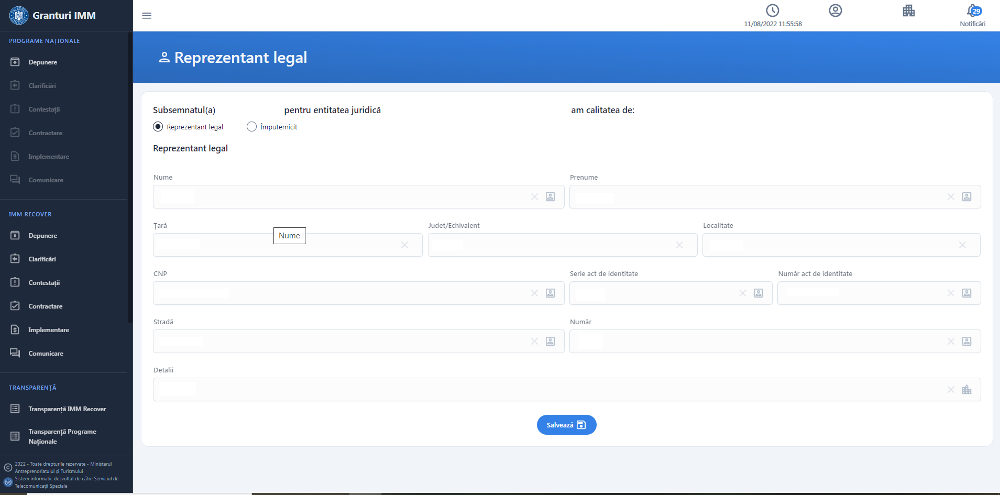 Granturi IMM
11/08/2022 11:55:58
29
Notificări
PROGRAME NAȚIONALE
Depunere
Clarificări
Contestații
Contractare
Implementare
Comunicare
IMM RECOVER
Depunere
Clarificări
Contestații
Contractare
Implementare
Comunicare
TRANSPARENȚĂ
Transparență IMM Recover
Transparență Programe
Naționale
2022 - Toate drepturile rezervate - Ministerul
Antreprenoriatului și Turismului
Sistem informatic dezvoltat de către Serviciul de
Telecomunicații Speciale
Reprezentant legal
Subsemnatul(a) pentru entitatea juridică am calitatea de:
Reprezentant legal Împuternicit
Reprezentant legal
Nume Prenume
Țară Judet/Echivalent Localitate
Nume
CNP Serie act de identitate Număr act de identitate
Stradă Număr
Detalii
Salvează